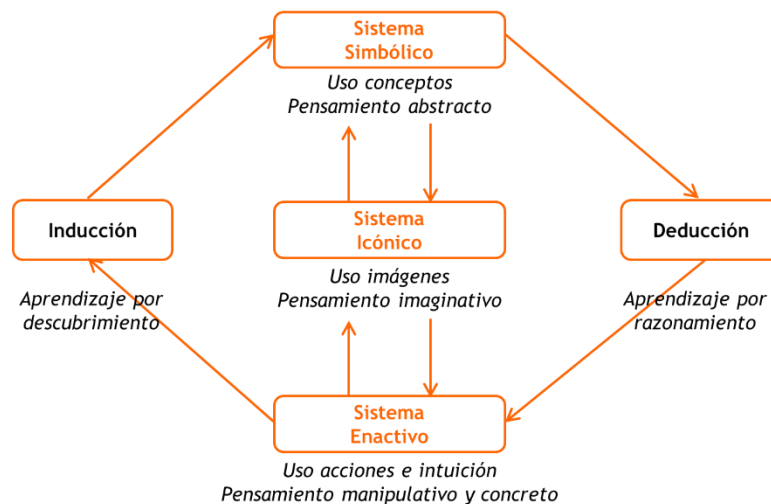 Sistema
Simbólico
Uso conceptos
Pensamiento abstracto
Inducción
Sistema
Icónico
Deducción
Aprendizaje por
descubrimiento
Uso imágenes
Pensamiento imaginativo
Aprendizaje por
razonamiento
Sistema
Enactivo
Uso acciones e intuición
Pensamiento manipulativo y concreto